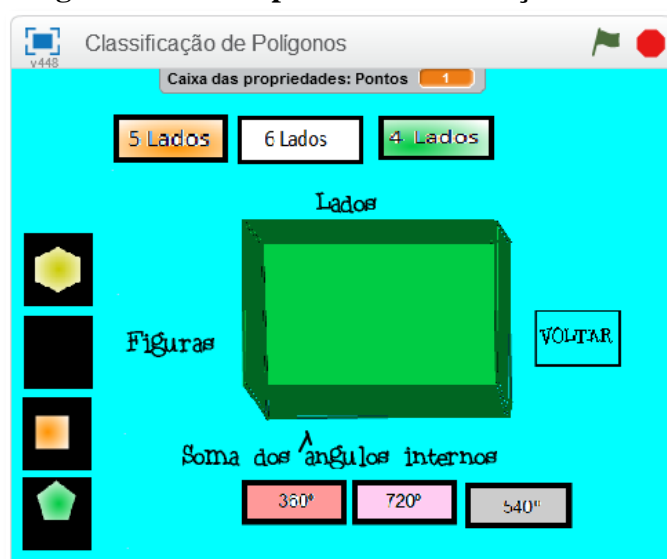 Classificação de Polígonos
v448
Caixa das propriedades: Pontos 1
5 Lados 6 Lados 4 Lados
Lados
Figuras
VOLTAR
Soma dos ângulos internos
360° 720° 540°